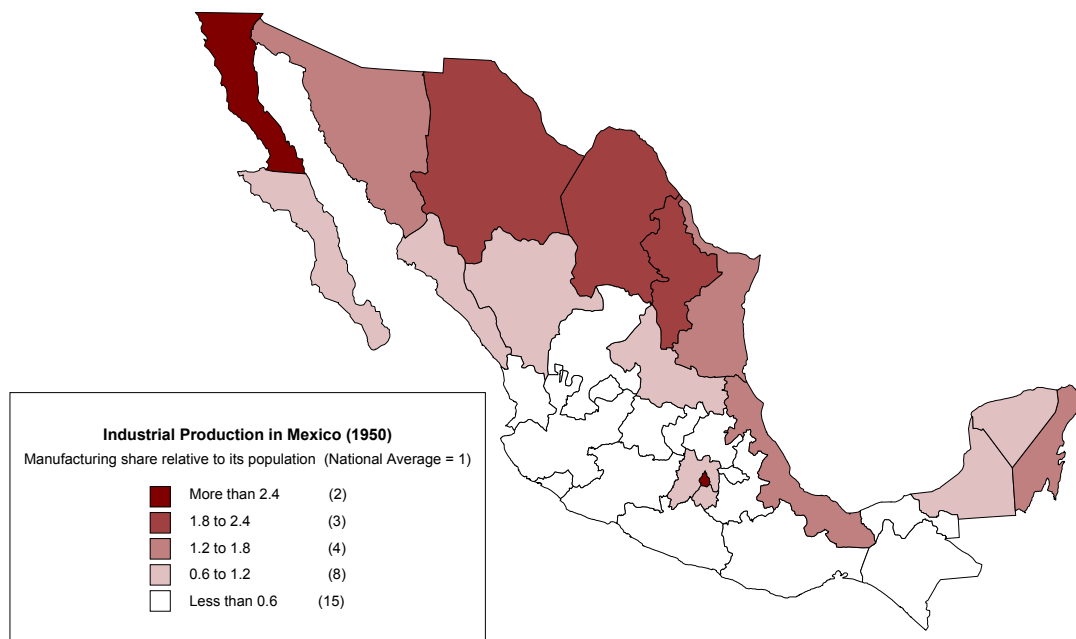 Industrial Production in Mexico (1950)
Manufacturing share relative to its population (National Average = 1)
More than 2.4 (2)
1.8 to 2.4 (3)
1.2 to 1.8 (4)
0.6 to 1.2 (8)
Less than 0.6 (15)